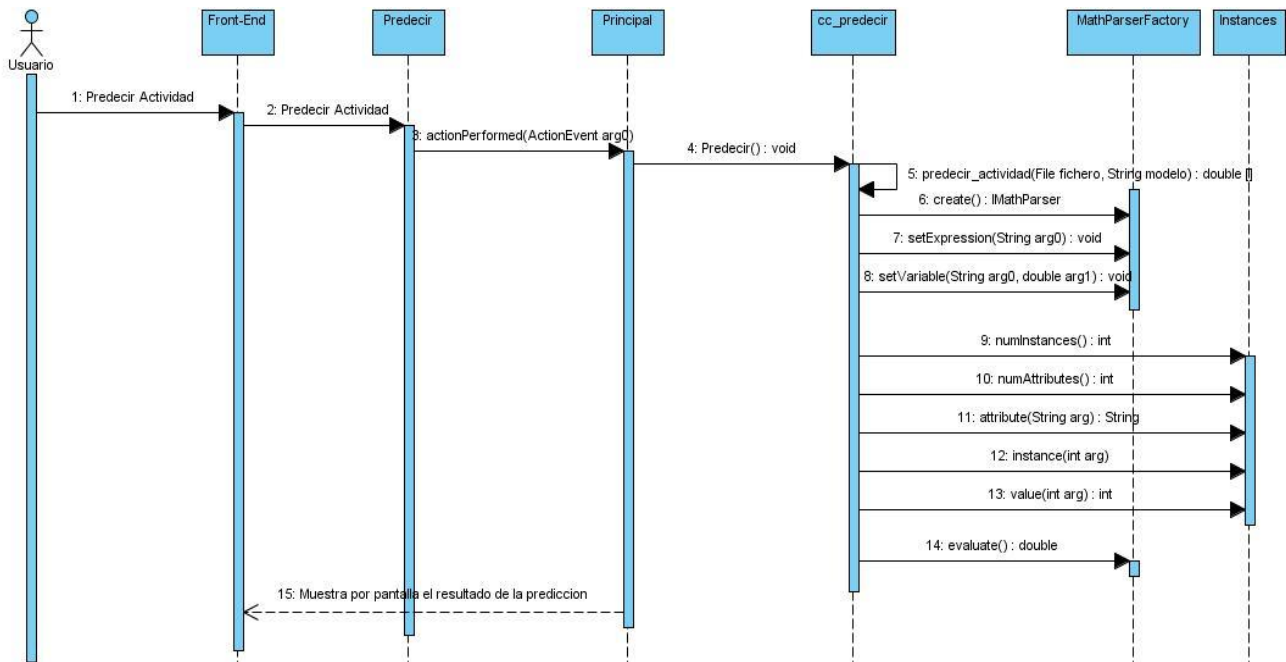 Front-End
Predecir
Principal
cc_predecir
MathParserFactory
Instances
Usuario
1: Predecir Actividad
2: Predecir Actividad
3: actionPerformed(ActionEvent arg0)
4: Predecir() : void
5: predecir_actividad(File fichero, String modelo) : double []
6: create() : IMathParser
7: setExpression(String arg0) : void
8: setVariable(String arg0, double arg1) : void
9: numInstances() : int
10: numAttributes() : int
11: attribute(String arg) : String
12: instance(int arg)
13: value(int arg) : int
14: evaluate() : double
15: Muestra por pantalla el resultado de la prediccion